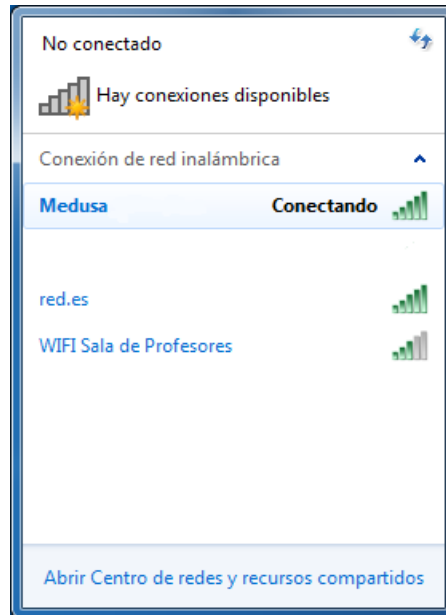 No conectado
Hay conexiones disponibles
Conexión de red inalámbrica
Medusa Conectando
red.es
WIFI Sala de Profesores
Abrir Centro de redes y recursos compartidos